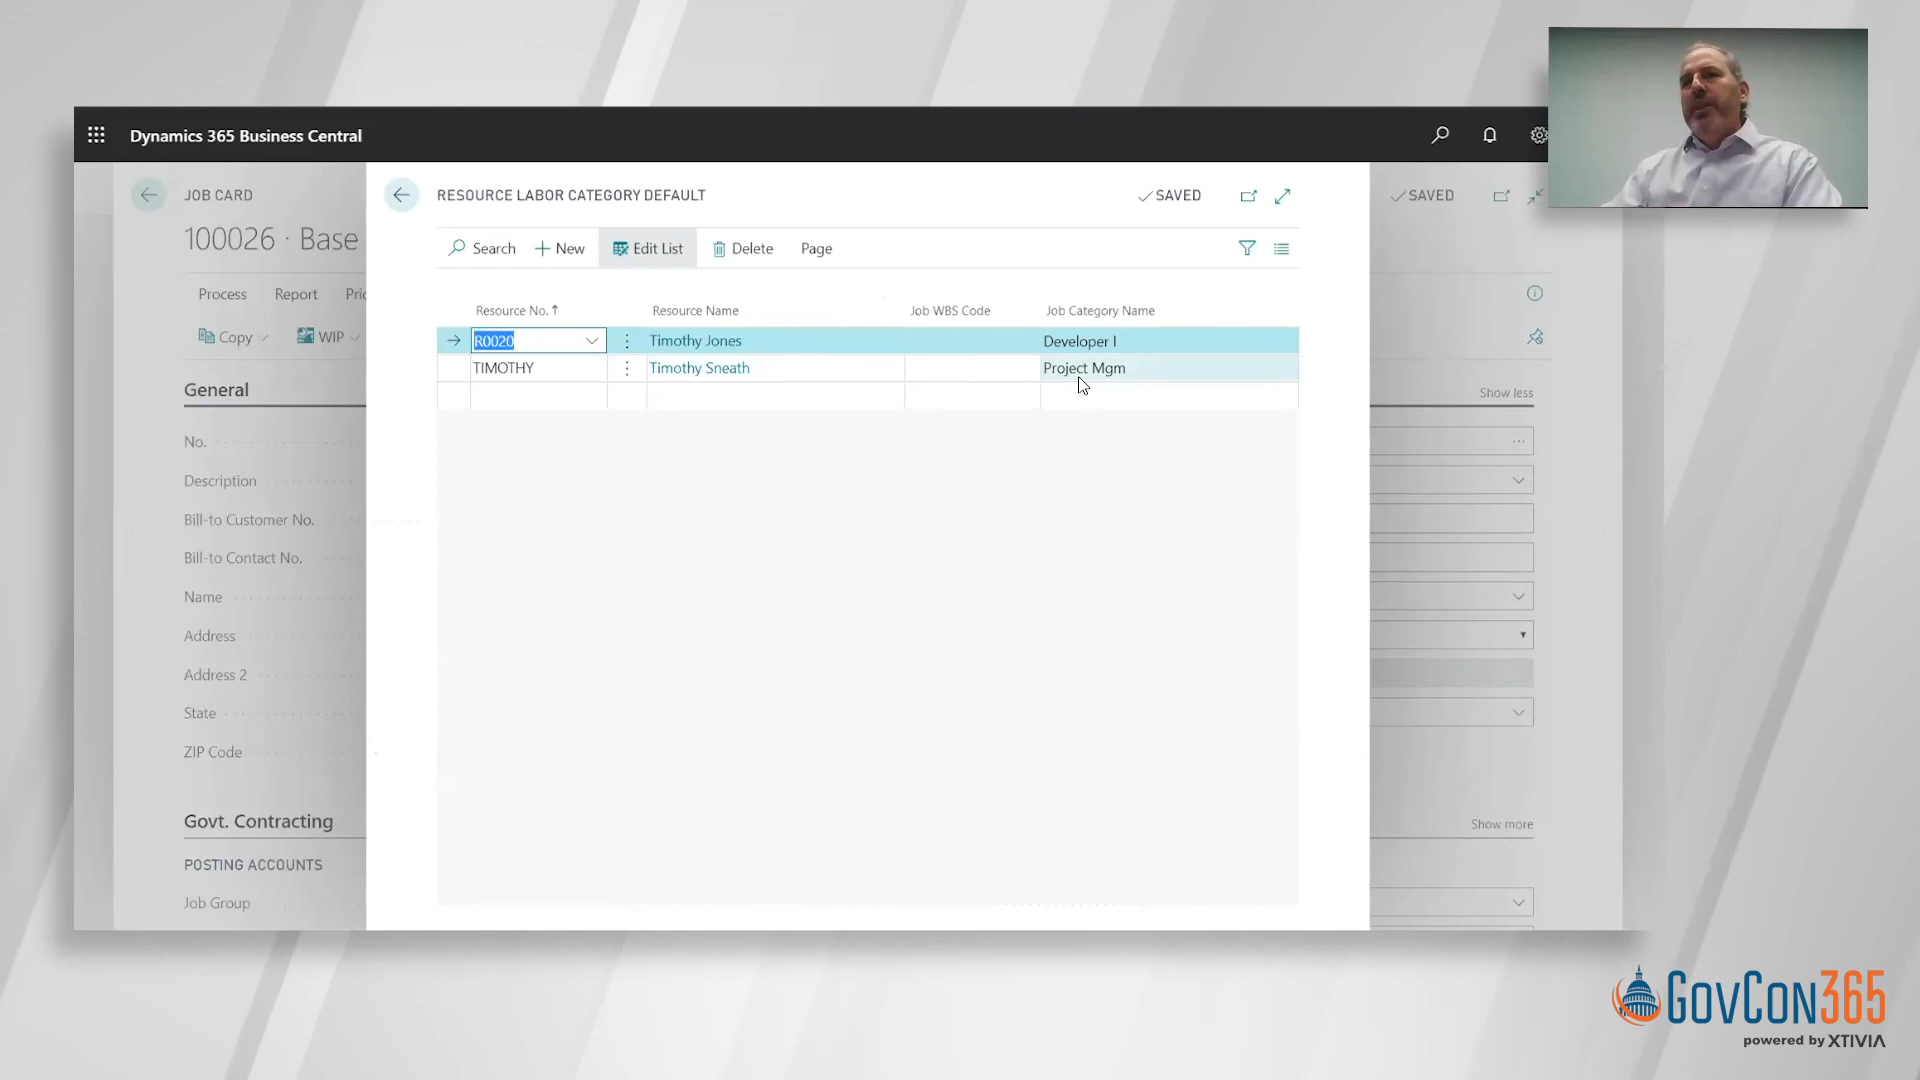 Dynamics 365 Business Central
JOB CARD
100026 · Base
Process Report
Copy WIP
General
No.
Description
Bill-to Customer No.
Bill-to Contact No.
Name
Address
Address 2
State
ZIP Code
Govt. Contracting
POSTING ACCOUNTS
Job Group
RESOURCE LABOR CATEGORY DEFAULT
SAVED
Search New Edit List Delete Page
Resource No.↑ Resource Name Job WBS Code Job Category Name
R0020 Timothy Jones Developer I
TIMOTHY Timothy Sneath Project Mgm
SAVED
Show less
Show more
GOVCON365
powered by XTIVIA